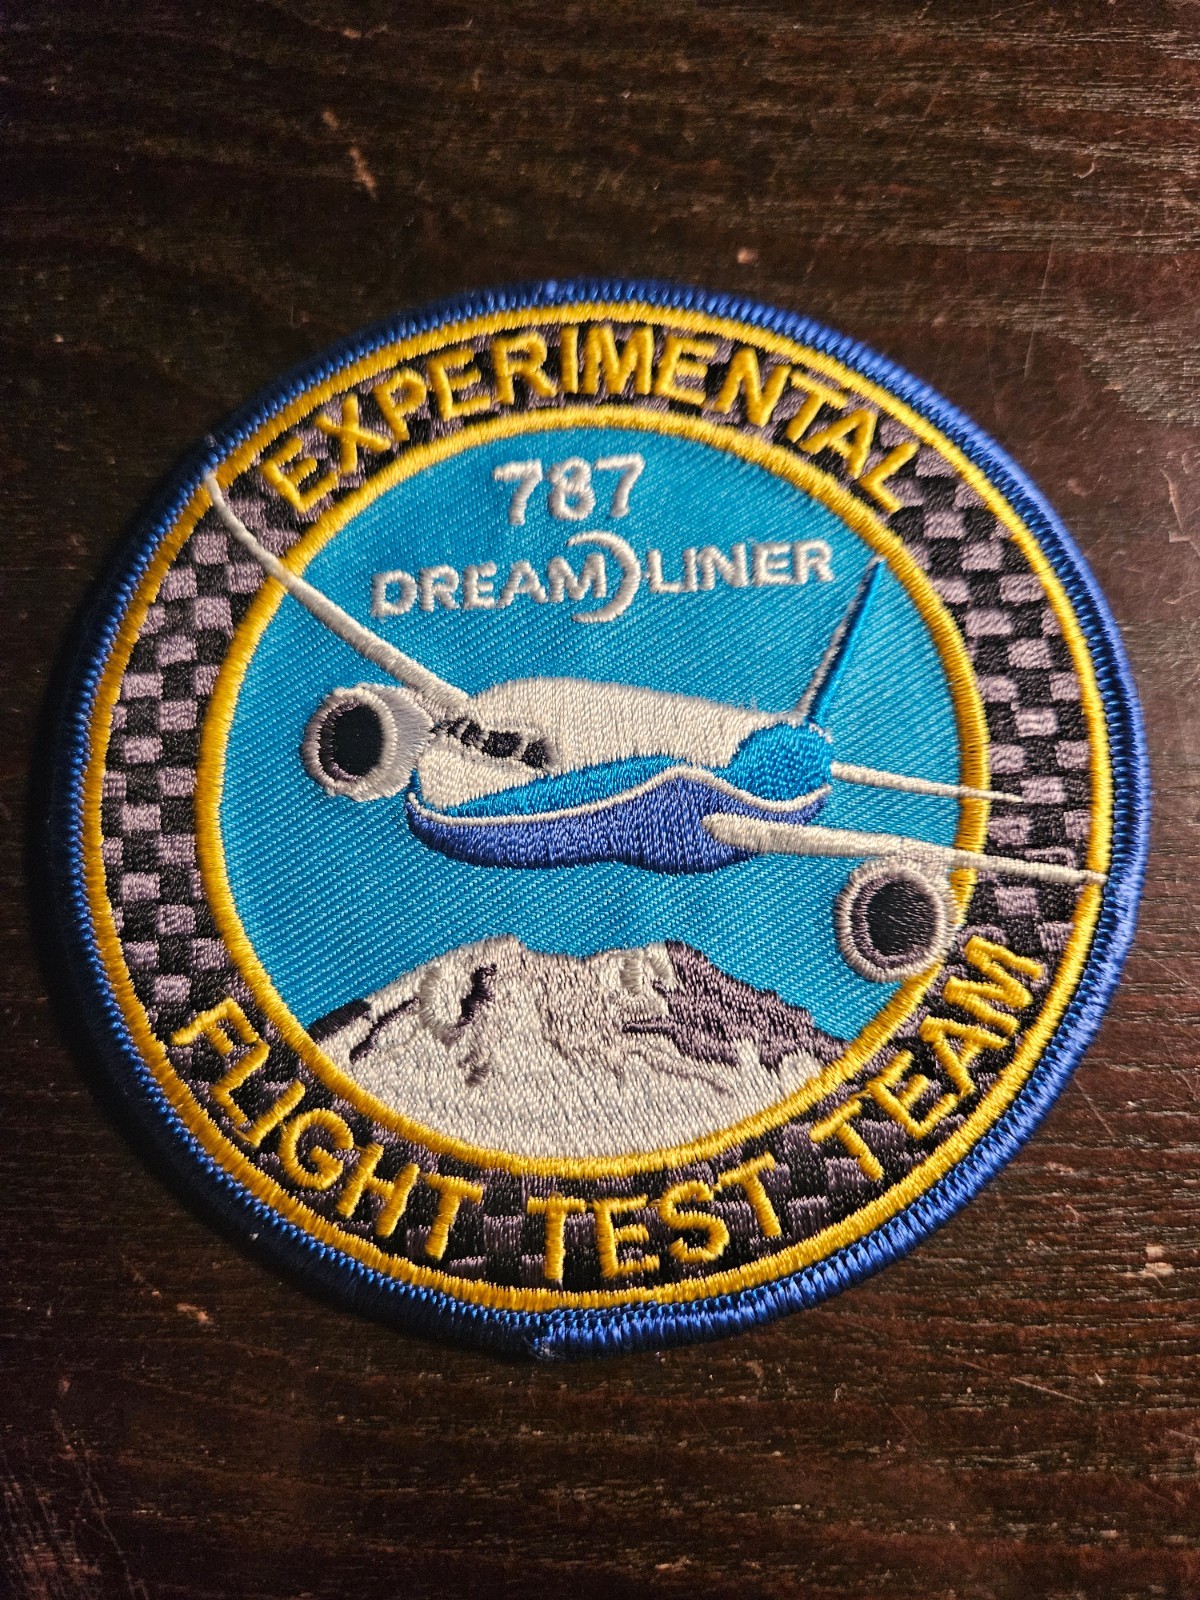 EXPERIMENTAL
787
DREAMLINER
FLIGHT TEST TEAM